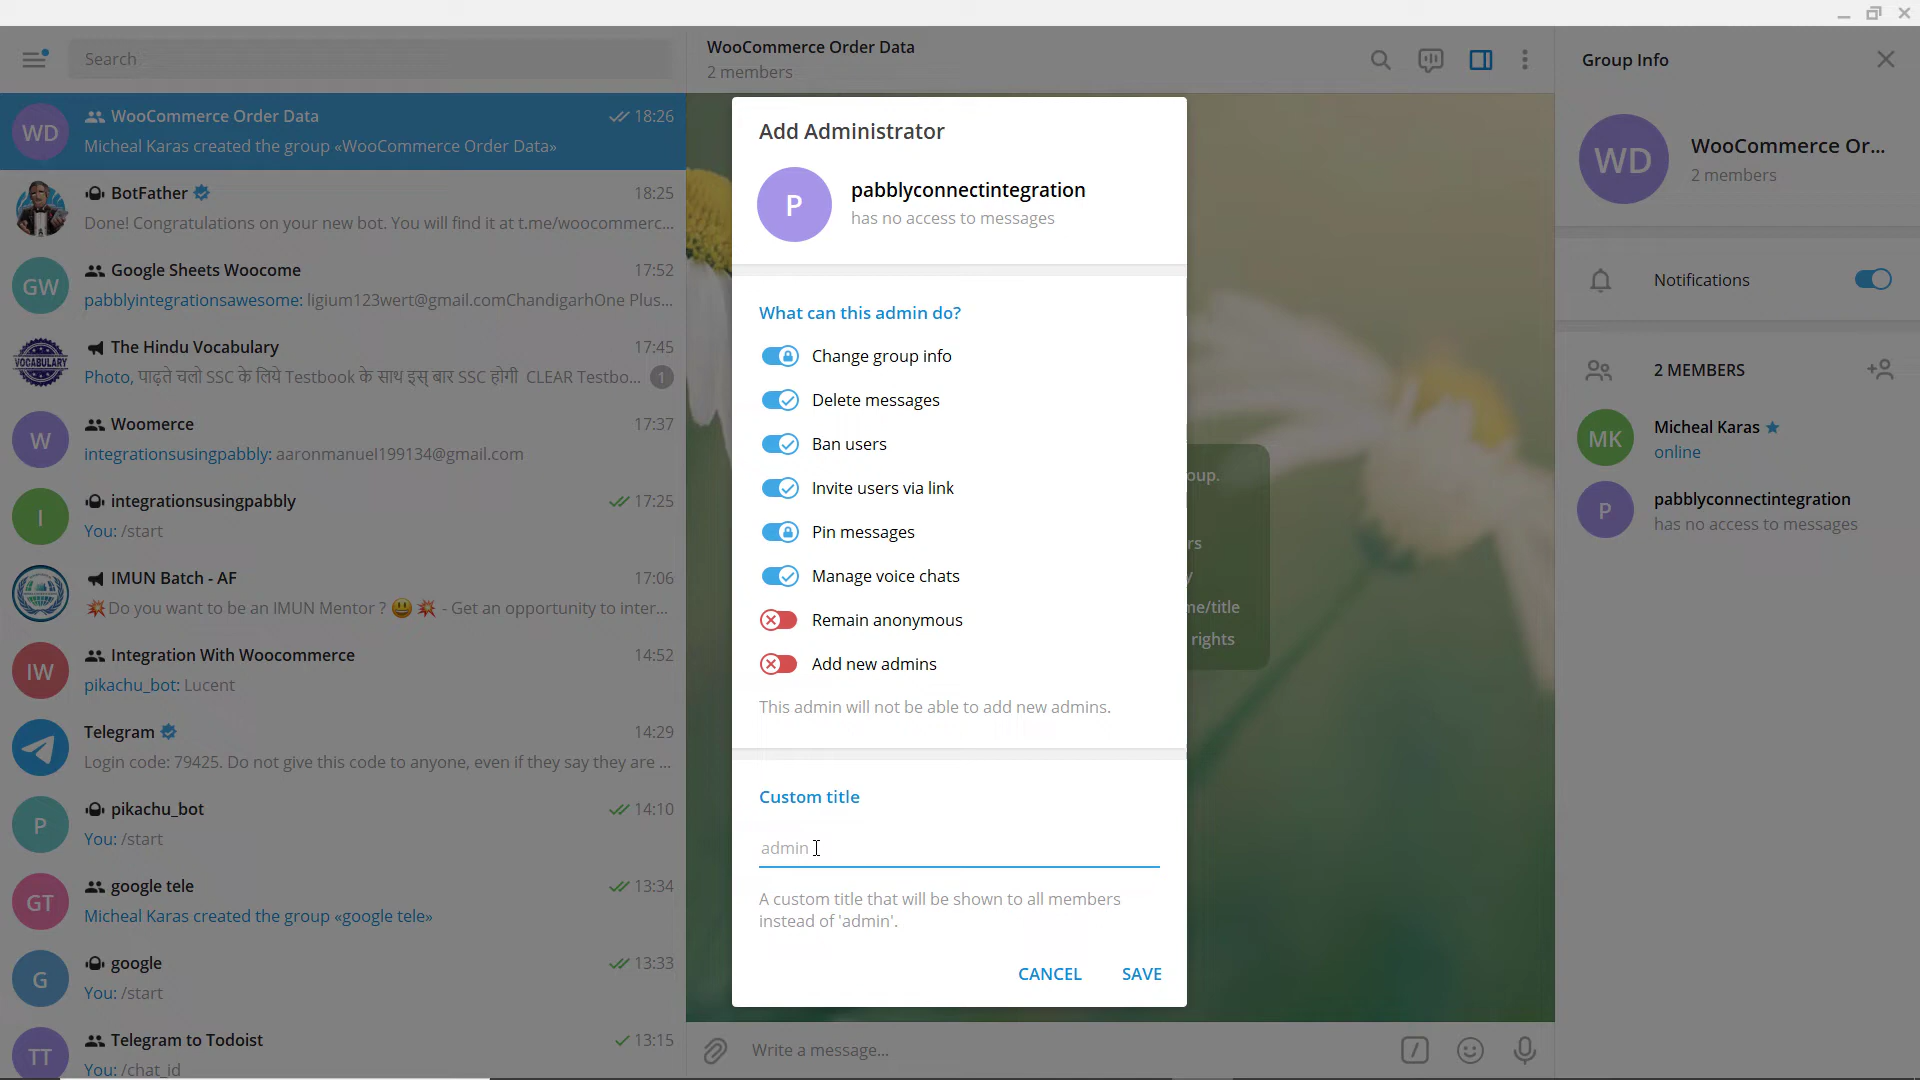 Search
WD
WooCommerce Order Data
18:26
Micheal Karas created the group «WooCommerce Order Data»
BotFather
18:25
Done! Congratulations on your new bot. You will find it at t.me/woocommerc...
GW
Google Sheets Woocome
17:52
pabblyintegrationsawesome: ligium123wert@gmail.comChandigarhOne Plus...
VOCABULARY
The Hindu Vocabulary
17:45
Photo, पाढ़ते चलो SSC के लिये Testbook के साथ इस् बार SSC होगी CLEAR Testbo...
1
W
Woomerce
17:37
integrationsusingpabbly: aaronmanuel199134@gmail.com
I
integrationsusingpabbly
17:25
You: /start
IMUN Batch - AF
17:06
Do you want to be an IMUN Mentor ? 😃 💥 - Get an opportunity to inter...
IW
Integration With Woocommerce
14:52
pikachu_bot: Lucent
Telegram
14:29
Login code: 79425. Do not give this code to anyone, even if they say they are ...
P
pikachu_bot
14:10
You: /start
GT
google tele
13:34
Micheal Karas created the group «google tele»
G
google
13:33
You: /start
TT
Telegram to Todoist
13:15
You: /chat_id
WooCommerce Order Data
2 members
Add Administrator
P
pabblyconnectintegration
has no access to messages
What can this admin do?
Change group info
Delete messages
Ban users
Invite users via link
Pin messages
Manage voice chats
Remain anonymous
Add new admins
This admin will not be able to add new admins.
Custom title
admin
A custom title that will be shown to all members
instead of 'admin'.
CANCEL
SAVE
oup.
rs
y
me/title
rights
Write a message...
Group Info
WD
WooCommerce Or...
2 members
Notifications
2 MEMBERS
MK
Micheal Karas
online
P
pabblyconnectintegration
has no access to messages